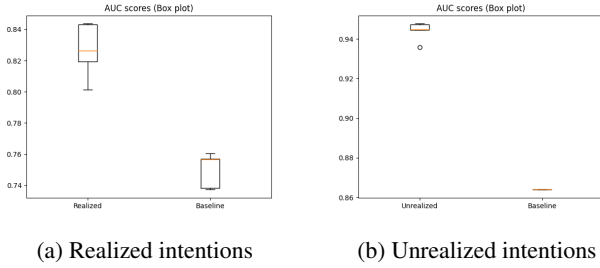 AUC scores (Box plot)
0.84
0.82
0.80
0.78
0.76
0.74
Realized
Baseline
(a) Realized intentions
AUC scores (Box plot)
0.94
0.92
0.90
0.88
0.86
Unrealized
Baseline
(b) Unrealized intentions